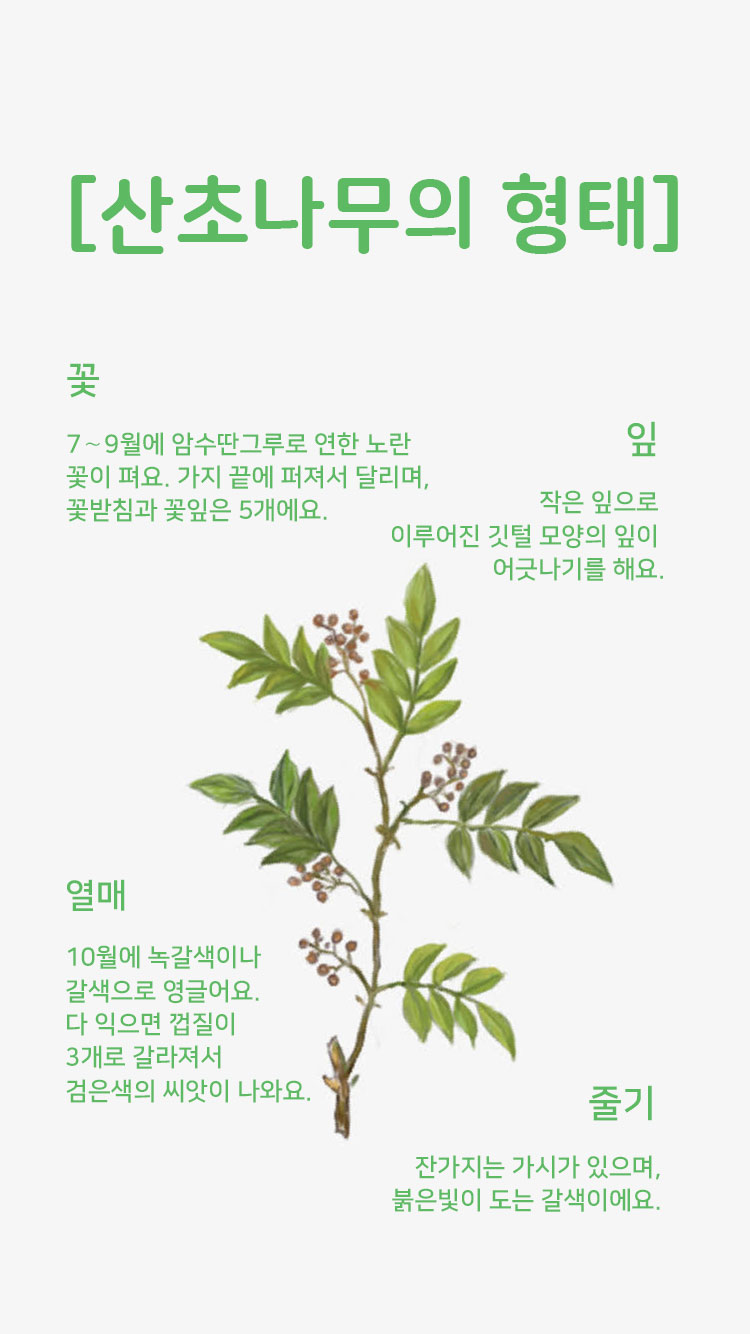 [산초나무의 형태]
꽃
7~9월에 암수딴그루로 연한 노란
꽃이 펴요. 가지 끝에 퍼져서 달리며,
꽃받침과 꽃잎은 5개에요.
잎
작은 잎으로
이루어진 깃털 모양의 잎이
어긋나기를 해요.
열매
10월에 녹갈색이나
갈색으로 영글어요.
다 익으면 껍질이
3개로 갈라져서
검은색의 씨앗이 나와요.
줄기
잔가지는 가시가 있으며,
붉은빛이 도는 갈색이에요.